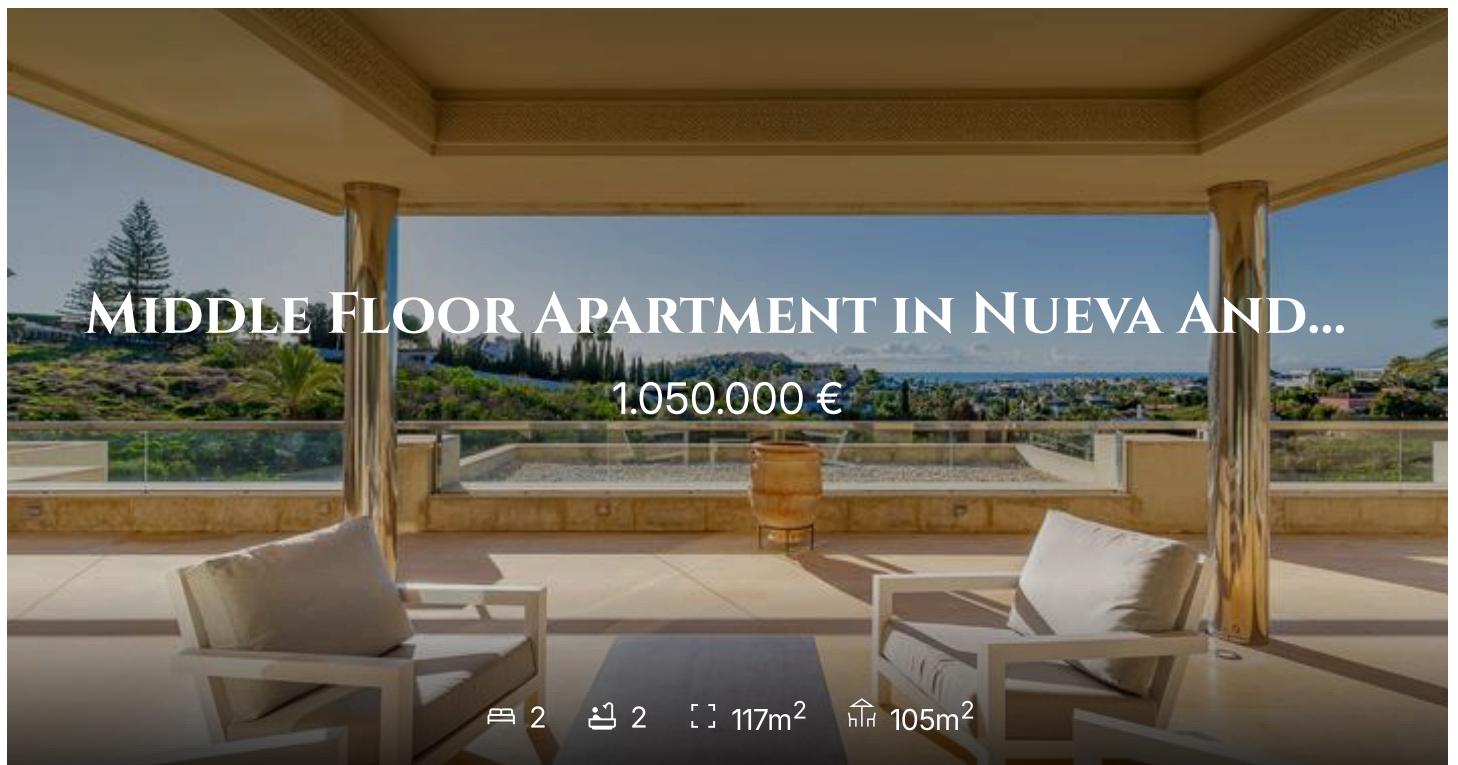 Middle Floor Apartment in Nueva And...
1.050.000 €
2 2 117m² 105m²